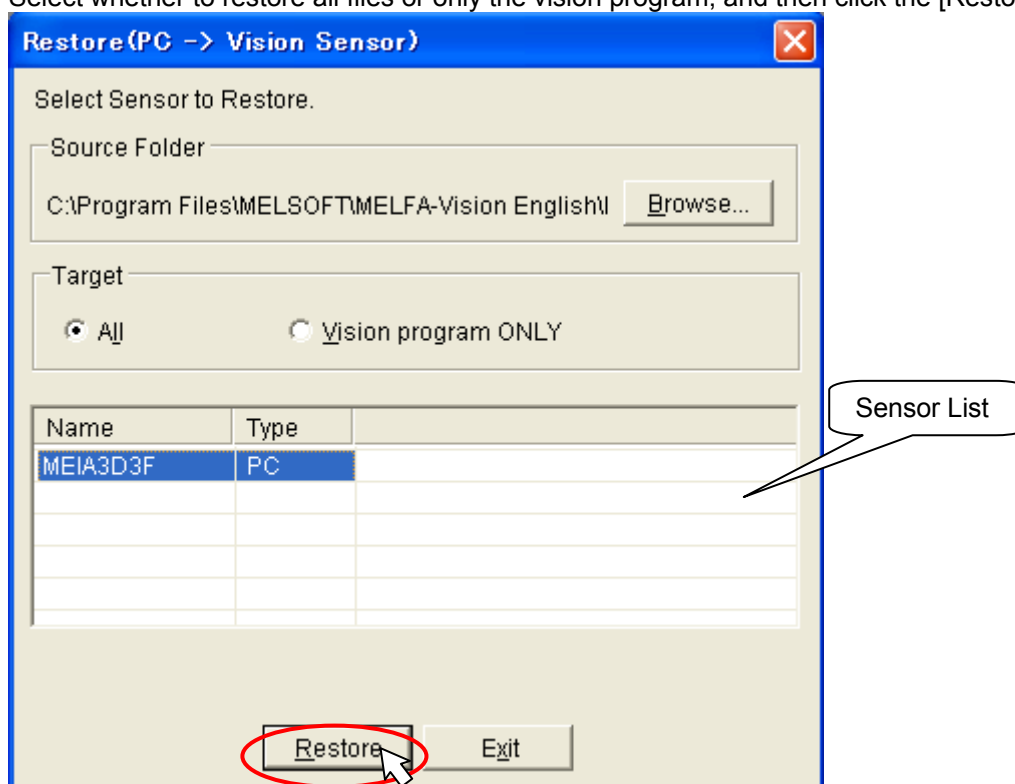 Select whether to restore all files or only the vision program, and then click the [Resto
Restore(PC -> Vision Sensor)
Select Sensor to Restore.
Source Folder
C:\Program Files\MELSOFT\MELFA-Vision English\I
Browse...
Target
All
Vision program ONLY
Sensor List
Name Type
MEIA3D3F PC
Restore Exit